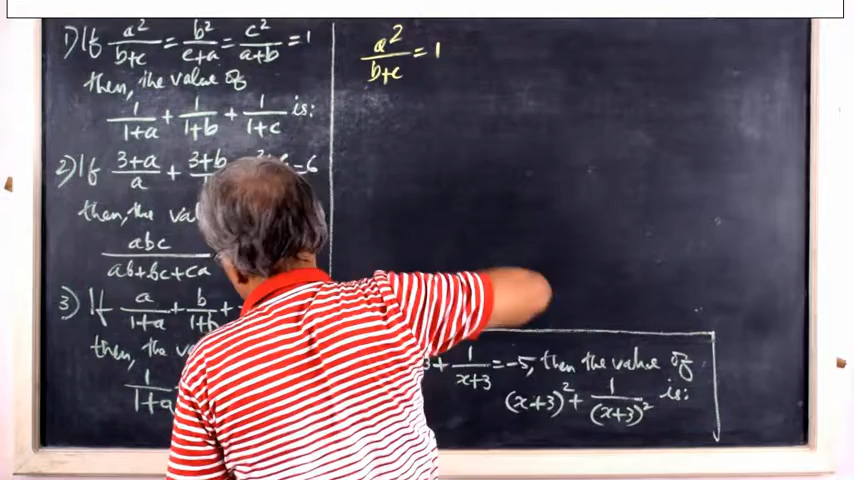 1) If a²/(b+c) = b²/(c+a) = c²/(a+b) = 1
then, the value of
1/(1+a) + 1/(1+b) + 1/(1+c) is:
2) If (3+a)/a + (3+b)/ = 6
then, the
abc/(ab+bc+ca
3) If a/(1+a) + b/(1+b +
then, the
1/(1+a
a²/(b+c) = 1
3 + 1/(x+3) = -5, then the value of
(x+3)² + 1/(x+3)² is: